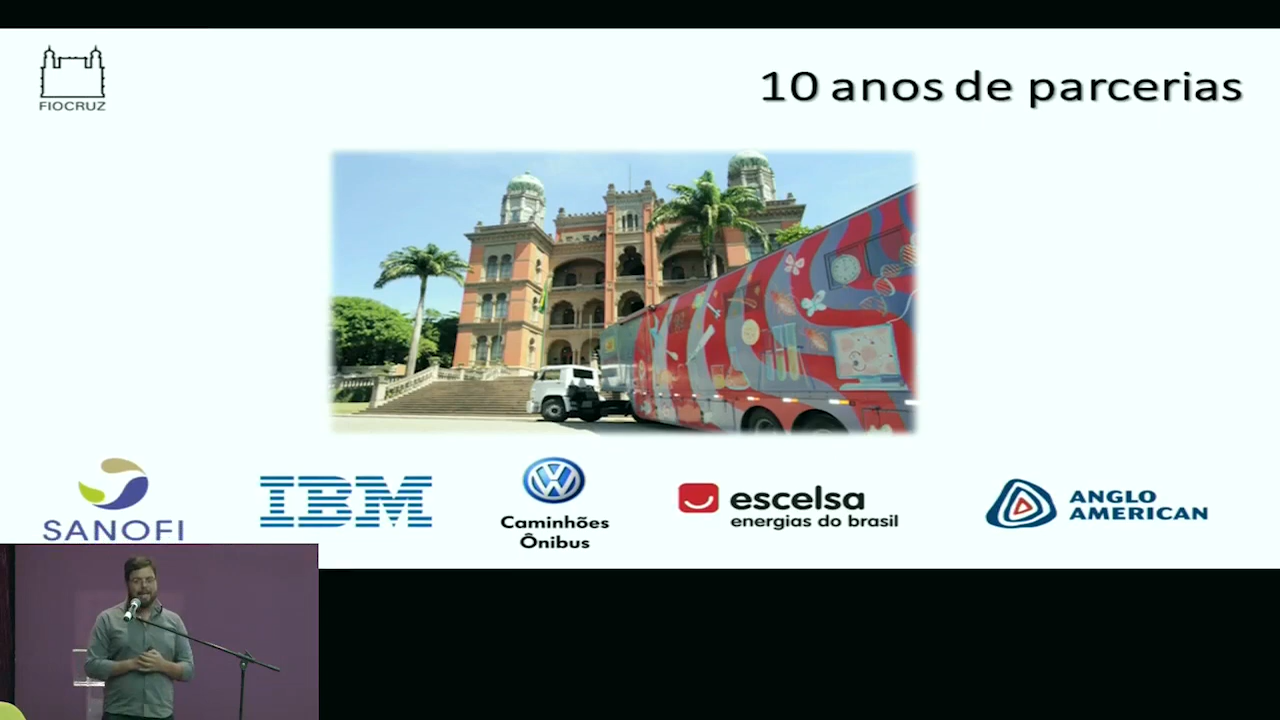 FIOCRUZ
10 anos de parcerias
SANOFI
IBM
Caminhões
Ônibus
escelsa
energias do brasil
ANGLO
AMERICAN